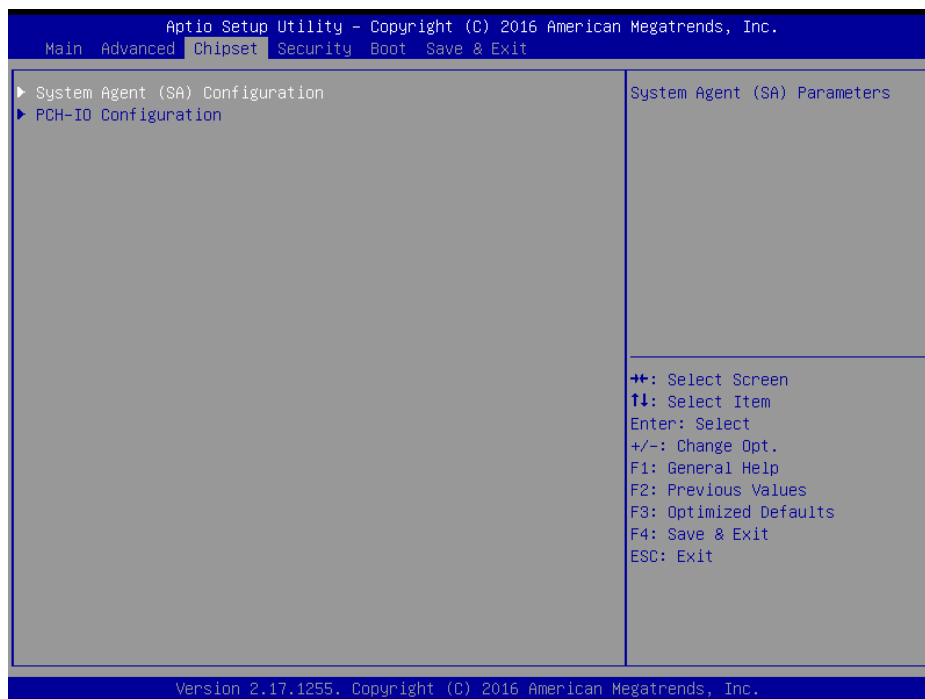 Aptio Setup Utility – Copyright (C) 2016 American Megatrends, Inc.
Main Advanced Chipset Security Boot Save & Exit
▶ System Agent (SA) Configuration
▶ PCH-IO Configuration
System Agent (SA) Parameters
→←: Select Screen
↑↓: Select Item
Enter: Select
+/-: Change Opt.
F1: General Help
F2: Previous Values
F3: Optimized Defaults
F4: Save & Exit
ESC: Exit
Version 2.17.1255. Copyright (C) 2016 American Megatrends, Inc.